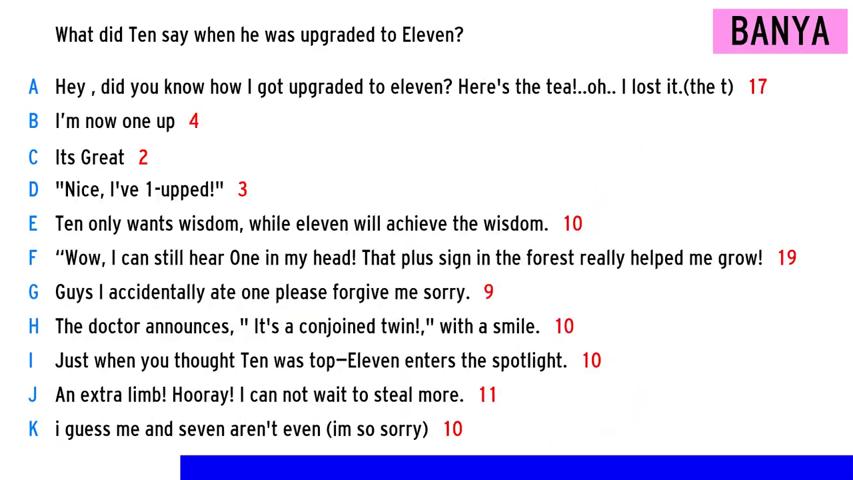 What did Ten say when he was upgraded to Eleven?
BANYA
A Hey , did you know how I got upgraded to eleven? Here's the tea!..oh.. I lost it.(the t) 17
B I’m now one up 4
C Its Great 2
D "Nice, I've 1-upped!" 3
E Ten only wants wisdom, while eleven will achieve the wisdom. 10
F “Wow, I can still hear One in my head! That plus sign in the forest really helped me grow! 19
G Guys I accidentally ate one please forgive me sorry. 9
H The doctor announces, " It's a conjoined twin!," with a smile. 10
I Just when you thought Ten was top—Eleven enters the spotlight. 10
J An extra limb! Hooray! I can not wait to steal more. 11
K i guess me and seven aren't even (im so sorry) 10